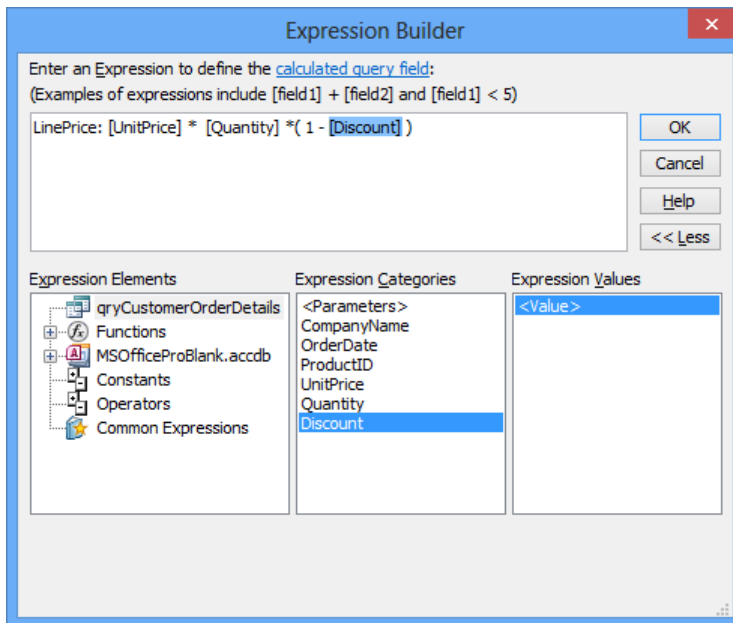 Expression Builder
Enter an Expression to define the calculated query field:
(Examples of expressions include [field1] + [field2] and [field1] < 5)
LinePrice: [UnitPrice] * [Quantity] *( 1 - [Discount] )
OK
Cancel
Help
<< Less
Expression Elements
qryCustomerOrderDetails
Functions
MSOfficeProBlank.accdb
Constants
Operators
Common Expressions
Expression Categories
<Parameters>
CompanyName
OrderDate
ProductID
UnitPrice
Quantity
Discount
Expression Values
<Value>